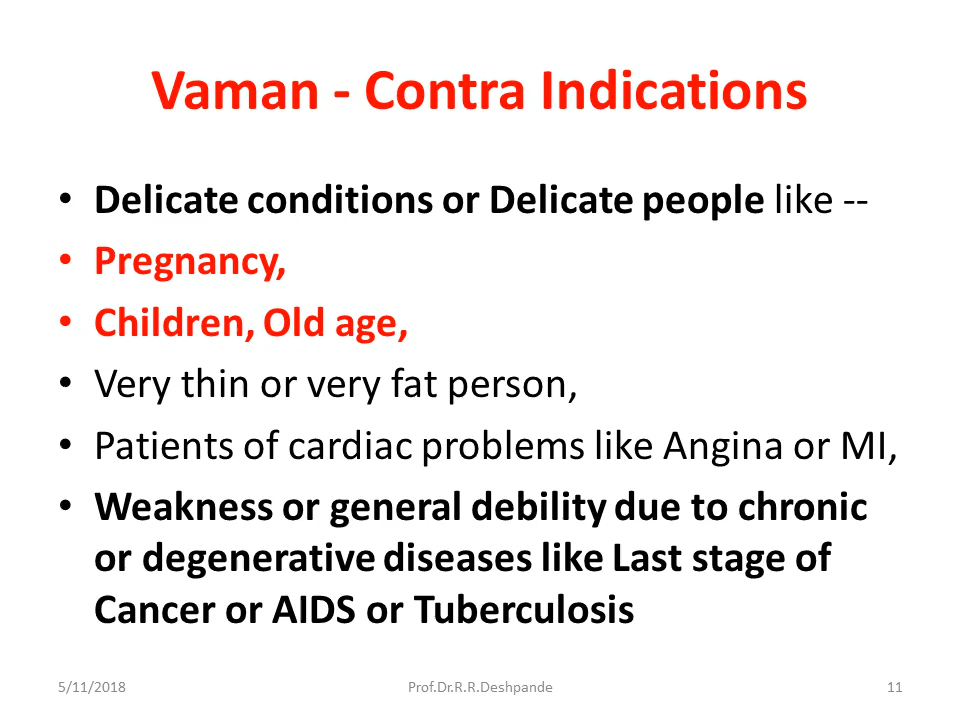 Vaman - Contra Indications
• Delicate conditions or Delicate people like --
• Pregnancy,
• Children, Old age,
• Very thin or very fat person,
• Patients of cardiac problems like Angina or MI,
• Weakness or general debility due to chronic
or degenerative diseases like Last stage of
Cancer or AIDS or Tuberculosis
5/11/2018 Prof.Dr.R.R.Deshpande 11